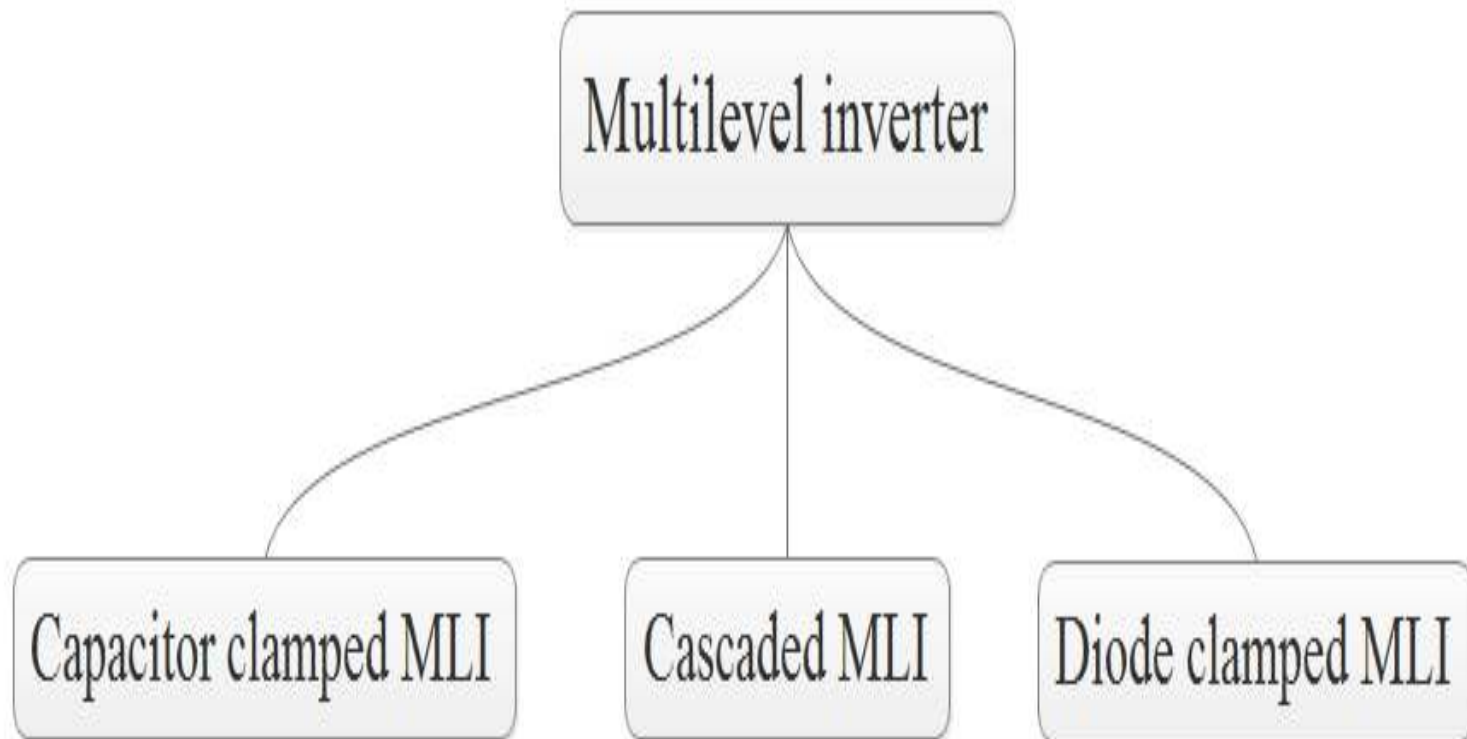 Multilevel inverter
Capacitor clamped MLI
Cascaded MLI
Diode clamped MLI